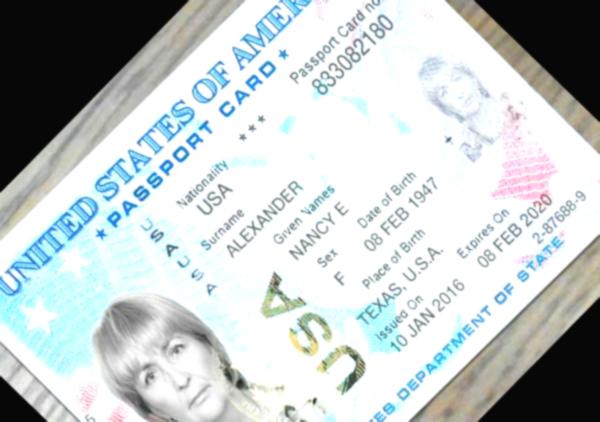 UNITED STATES OF AMER
★PASSPORT CARD★
Passport Card no
833082180
Nationality
USA
***
Surname
ALEXANDER
Given Names
NANCY E
Sex
F
Date of Birth
08 FEB 1947
Place of Birth
TEXAS, U.S.A.
Issued On
10 JAN 2016
Expires On
08 FEB 2020
2-87688-9
ES DEPARTMENT OF STATE
USA
USA
USA